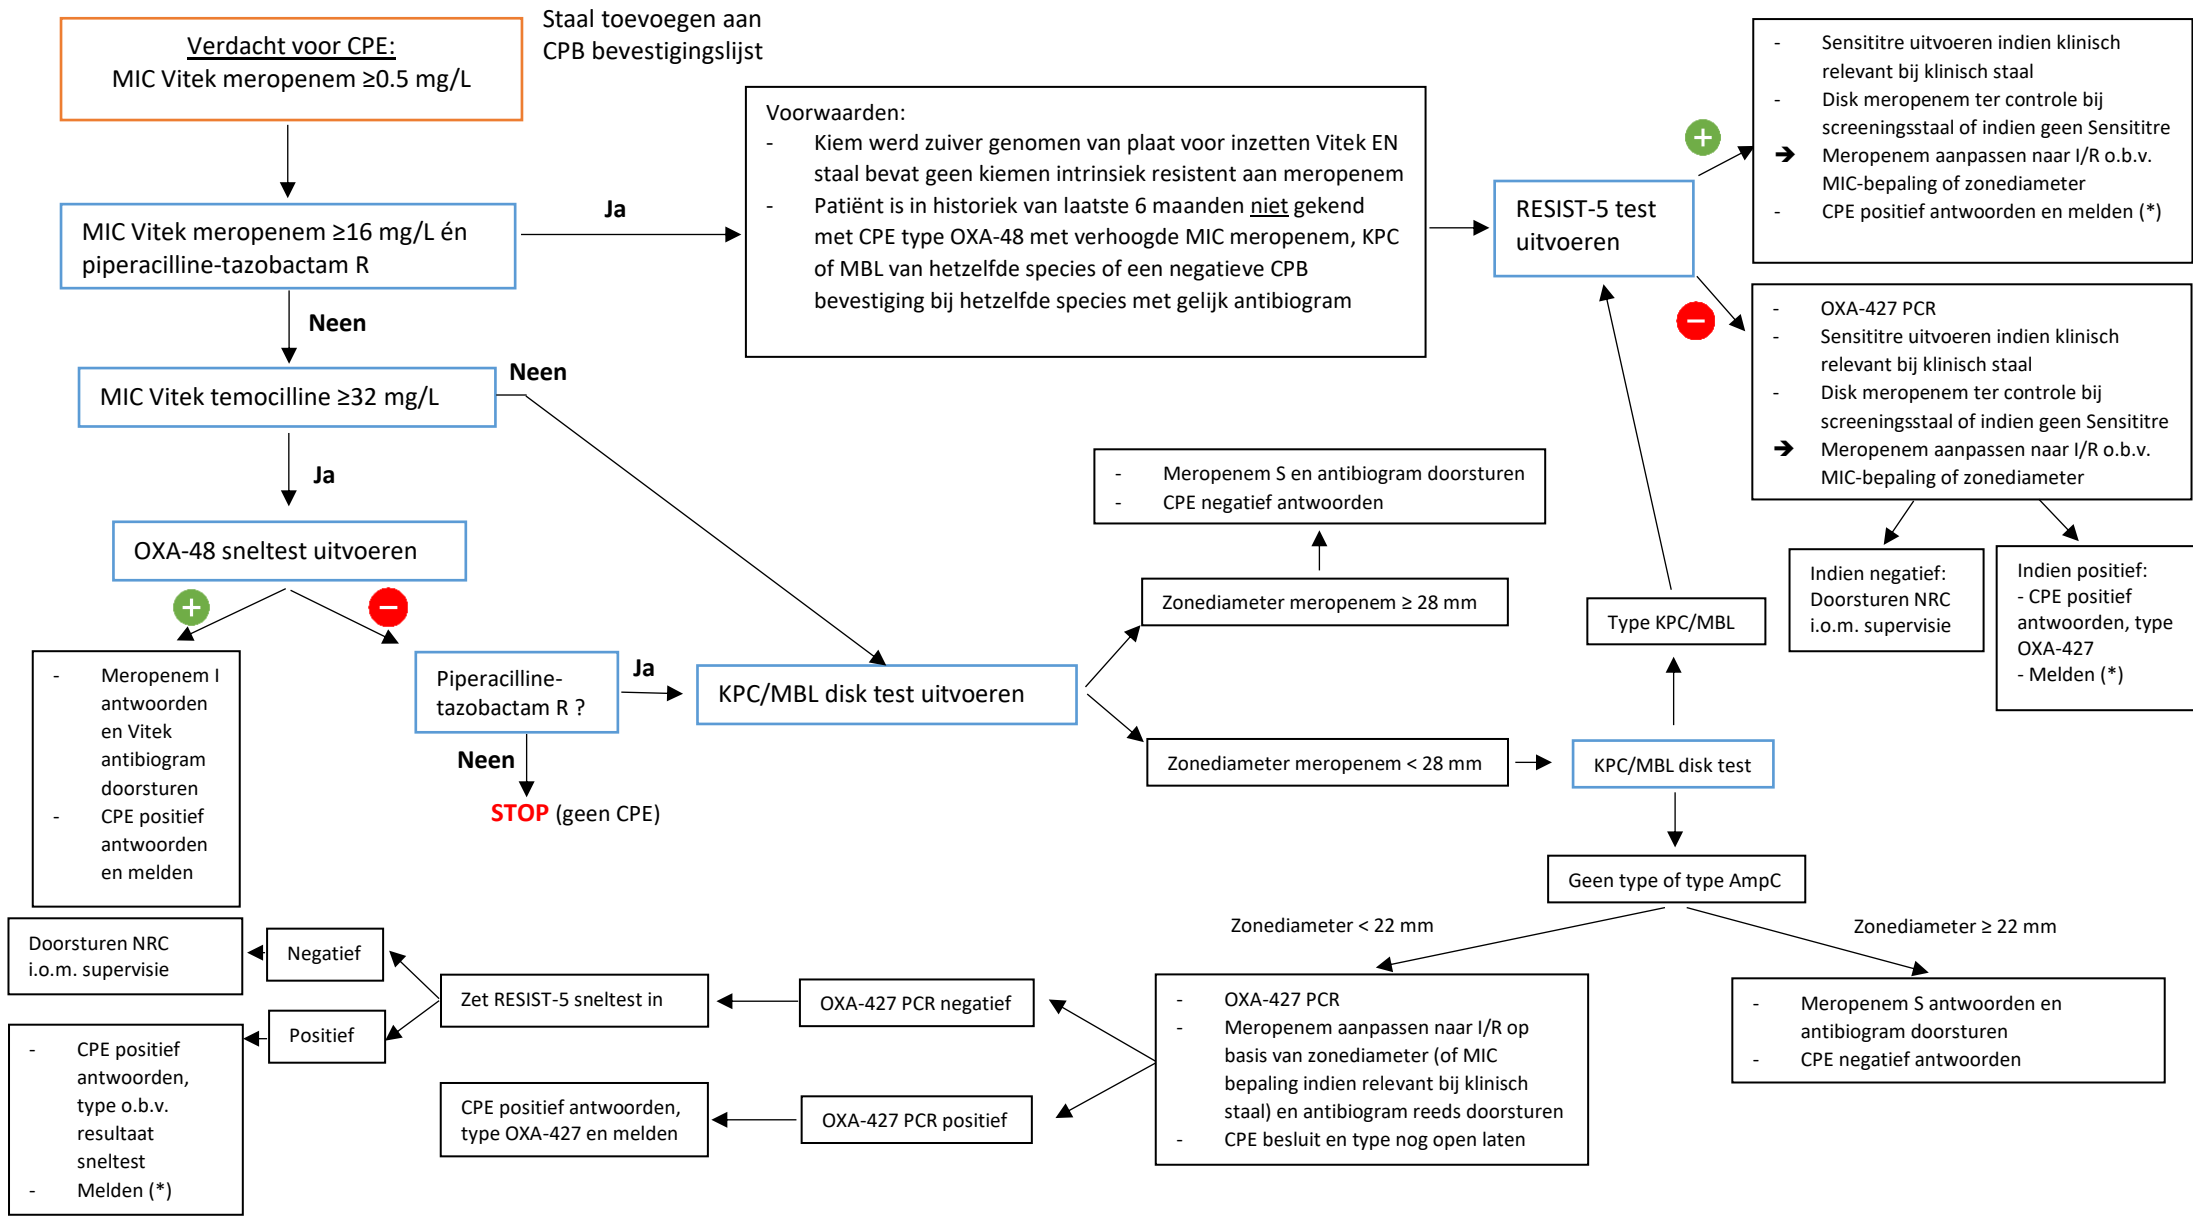 Verdacht voor CPE:
MIC Vitek meropenem ≥0.5 mg/L
Staal toevoegen aan
CPB bevestigingslijst
MIC Vitek meropenem ≥16 mg/L én
piperacilline-tazobactam R
Ja
Neen
Voorwaarden:
- Kiem werd zuiver genomen van plaat voor inzetten Vitek EN
staal bevat geen kiemen intrinsiek resistent aan meropenem
- Patiënt is in historiek van laatste 6 maanden niet gekend
met CPE type OXA-48 met verhoogde MIC meropenem, KPC
of MBL van hetzelfde species of een negatieve CPB
bevestiging bij hetzelfde species met gelijk antibiogram
RESIST-5 test
uitvoeren
+
- Sensititre uitvoeren indien klinisch
relevant bij klinisch staal
- Disk meropenem ter controle bij
screeningsstaal of indien geen Sensititre
➔ Meropenem aanpassen naar I/R o.b.v.
MIC-bepaling of zonediameter
- CPE positief antwoorden en melden (*)
−
- OXA-427 PCR
- Sensititre uitvoeren indien klinisch
relevant bij klinisch staal
- Disk meropenem ter controle bij
screeningsstaal of indien geen Sensititre
➔ Meropenem aanpassen naar I/R o.b.v.
MIC-bepaling of zonediameter
Indien negatief:
Doorsturen NRC
i.o.m. supervisie
Indien positief:
- CPE positief
antwoorden, type
OXA-427
- Melden (*)
MIC Vitek temocilline ≥32 mg/L
Neen
Ja
OXA-48 sneltest uitvoeren
+
−
- Meropenem I
antwoorden
en Vitek
antibiogram
doorsturen
- CPE positief
antwoorden
en melden
Piperacilline-
tazobactam R ?
Ja
Neen
STOP (geen CPE)
KPC/MBL disk test uitvoeren
- Meropenem S en antibiogram doorsturen
- CPE negatief antwoorden
Zonediameter meropenem ≥ 28 mm
Zonediameter meropenem < 28 mm
KPC/MBL disk test
Type KPC/MBL
Geen type of type AmpC
Zonediameter < 22 mm
Zonediameter ≥ 22 mm
- Meropenem S antwoorden en
antibiogram doorsturen
- CPE negatief antwoorden
- OXA-427 PCR
- Meropenem aanpassen naar I/R op
basis van zonediameter (of MIC
bepaling indien relevant bij klinisch
staal) en antibiogram reeds doorsturen
- CPE besluit en type nog open laten
OXA-427 PCR negatief
OXA-427 PCR positief
Zet RESIST-5 sneltest in
CPE positief antwoorden,
type OXA-427 en melden
Negatief
Positief
Doorsturen NRC
i.o.m. supervisie
- CPE positief
antwoorden,
type o.b.v.
resultaat
sneltest
- Melden (*)